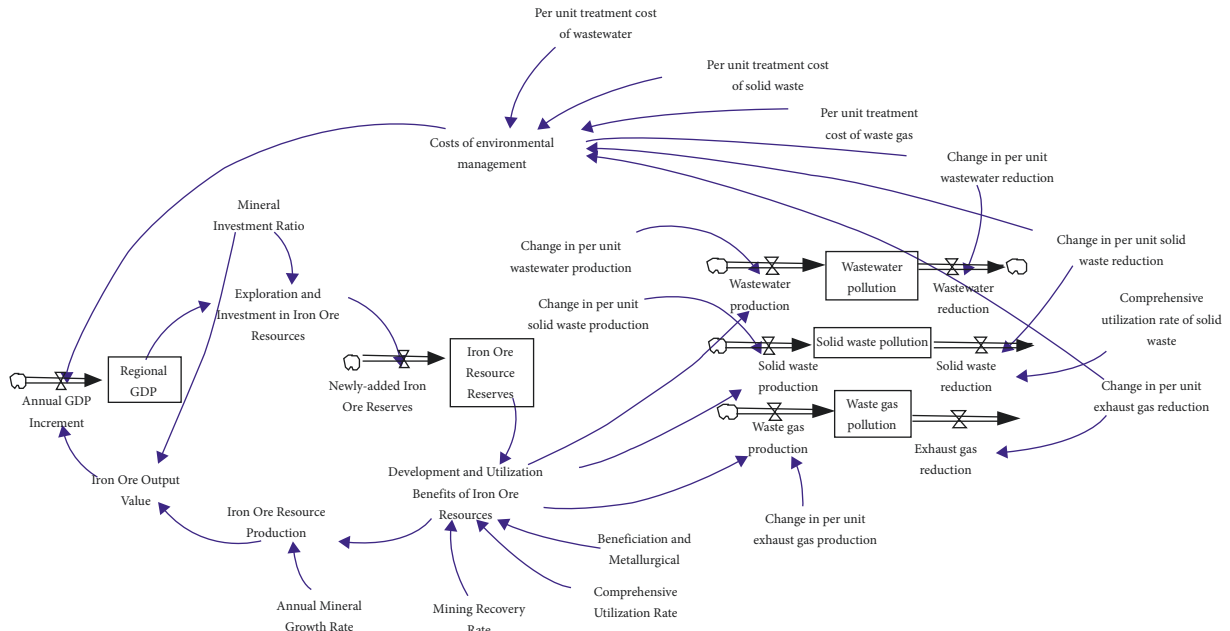 Per unit treatment cost
of wastewater
Per unit treatment cost
of solid waste
Per unit treatment
cost of waste gas
Costs of environmental
management
Change in per unit
wastewater reduction
Mineral
Investment Ratio
Change in per unit
wastewater production
Wastewater
production
Wastewater
pollution
Wastewater
reduction
Change in per unit solid
waste reduction
Exploration and
Investment in Iron Ore
Resources
Change in per unit
solid waste production
Comprehensive
utilization rate of solid
waste
Solid waste pollution
Solid waste
production
Solid waste
reduction
Regional
GDP
Annual GDP
Increment
Newly-added Iron
Ore Reserves
Iron Ore
Resource
Reserves
Change in per unit
exhaust gas reduction
Waste gas
production
Waste gas
pollution
Exhaust gas
reduction
Iron Ore Output
Value
Development and Utilization
Benefits of Iron Ore
Resources
Iron Ore Resource
Production
Change in per unit
exhaust gas production
Beneficiation and
Metallurgical
Annual Mineral
Growth Rate
Mining Recovery
Rate
Comprehensive
Utilization Rate